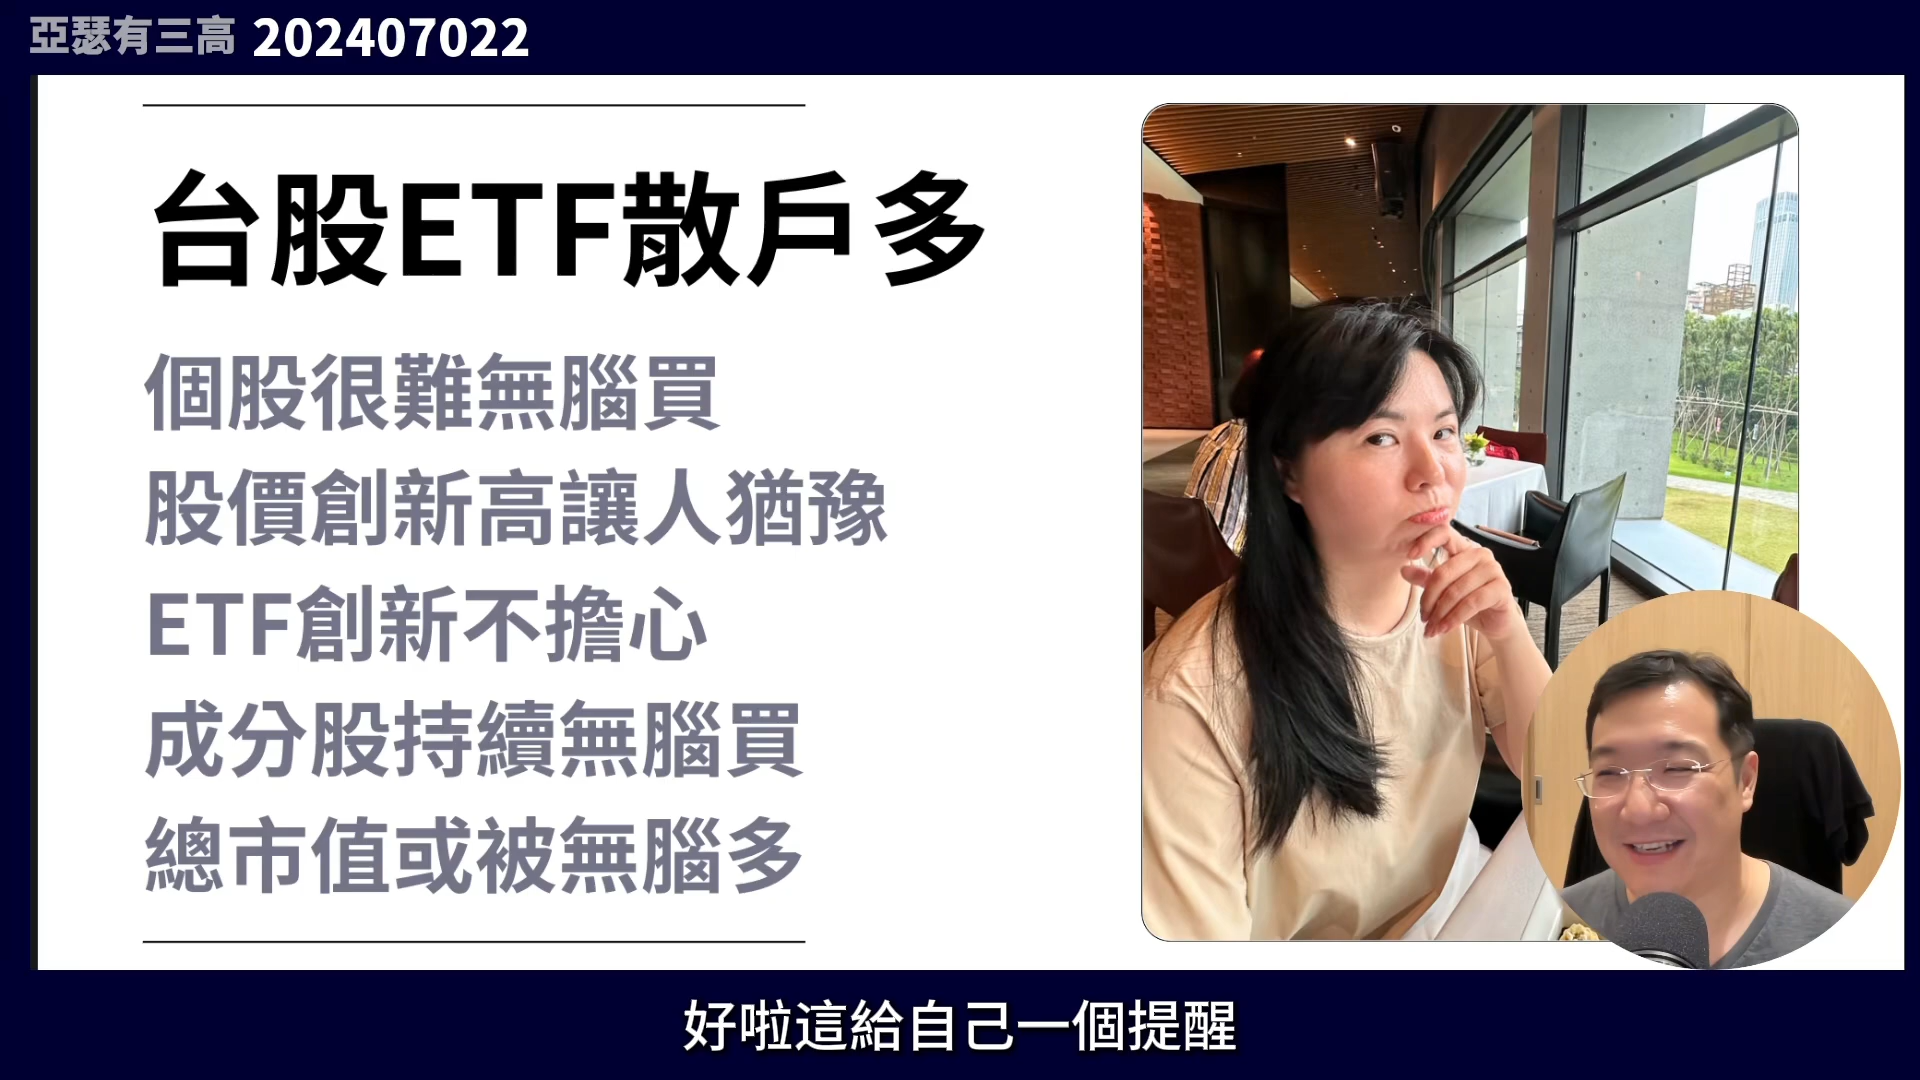 亞瑟有三高 202407022
台股ETF散戶多
個股很難無腦買
股價創新高讓人猶豫
ETF創新不擔心
成分股持續無腦買
總市值或被無腦多
好啦這給自己一個提醒